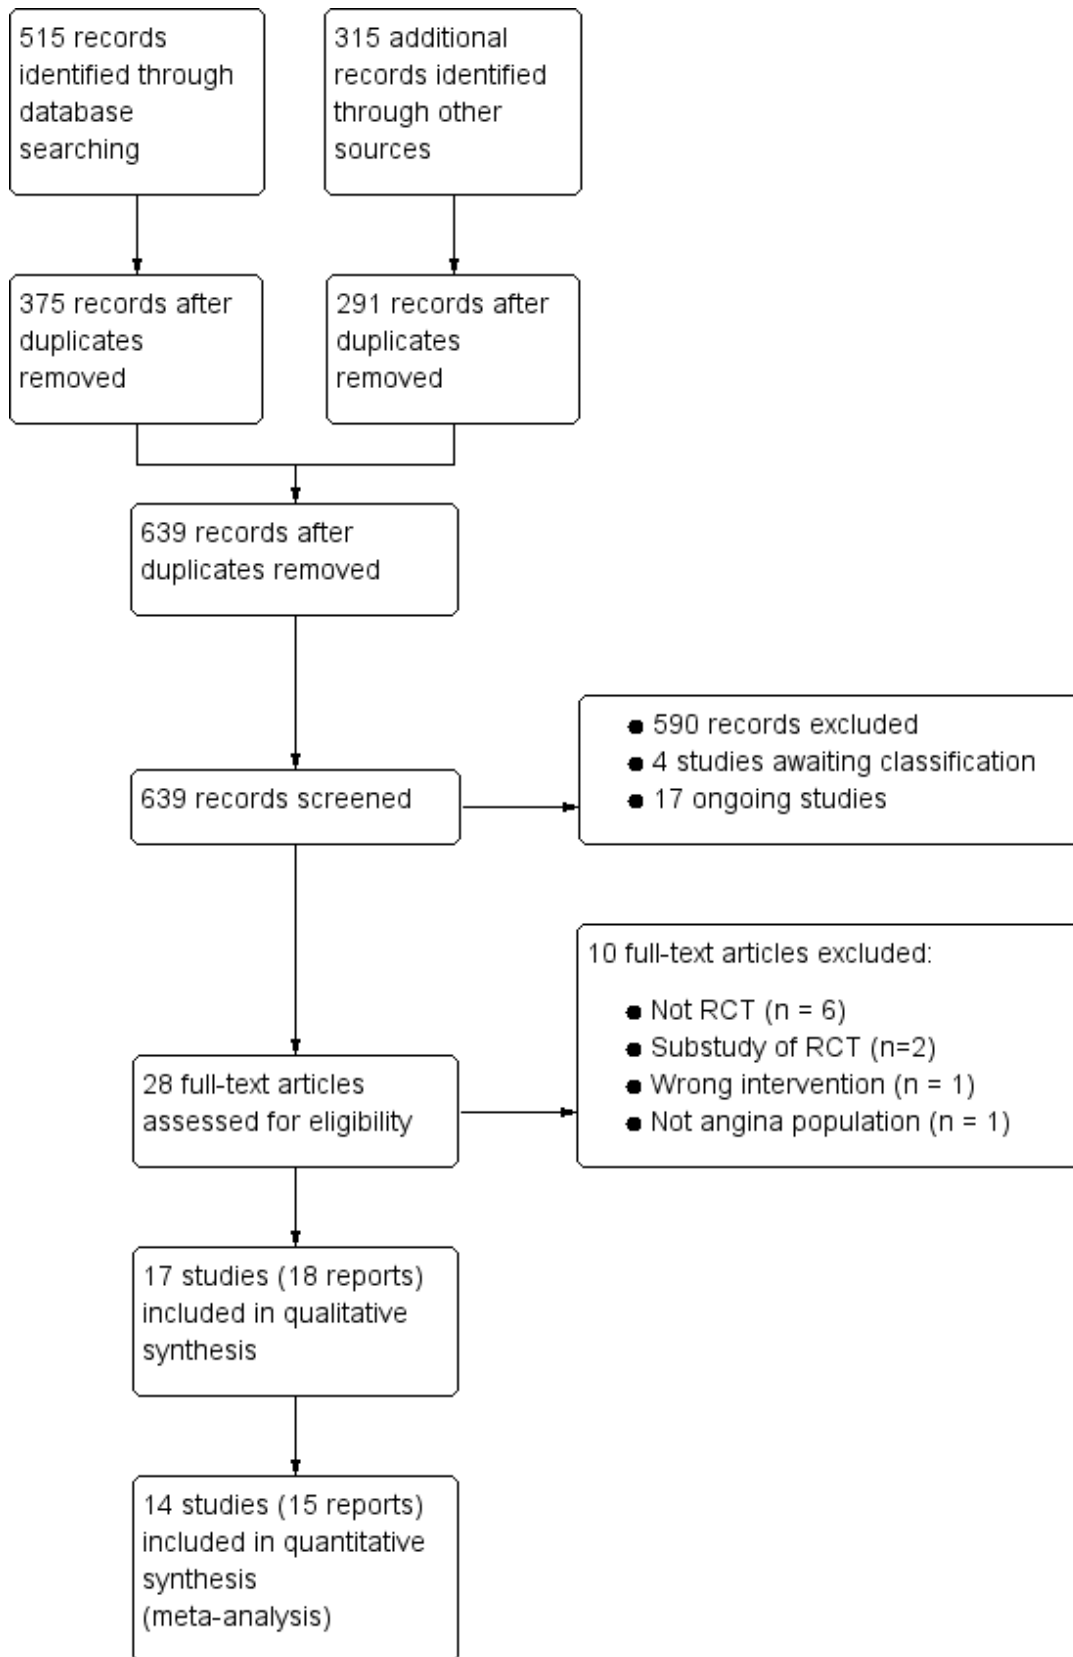 515 records
identified through
database
searching
315 additional
records identified
through other
sources
375 records after
duplicates
removed
291 records after
duplicates
removed
639 records after
duplicates removed
639 records screened
● 590 records excluded
● 4 studies awaiting classification
● 17 ongoing studies
28 full-text articles
assessed for eligibility
10 full-text articles excluded:
● Not RCT (n = 6)
● Substudy of RCT (n=2)
● Wrong intervention (n = 1)
● Not angina population (n = 1)
17 studies (18 reports)
included in qualitative
synthesis
14 studies (15 reports)
included in quantitative
synthesis
(meta-analysis)